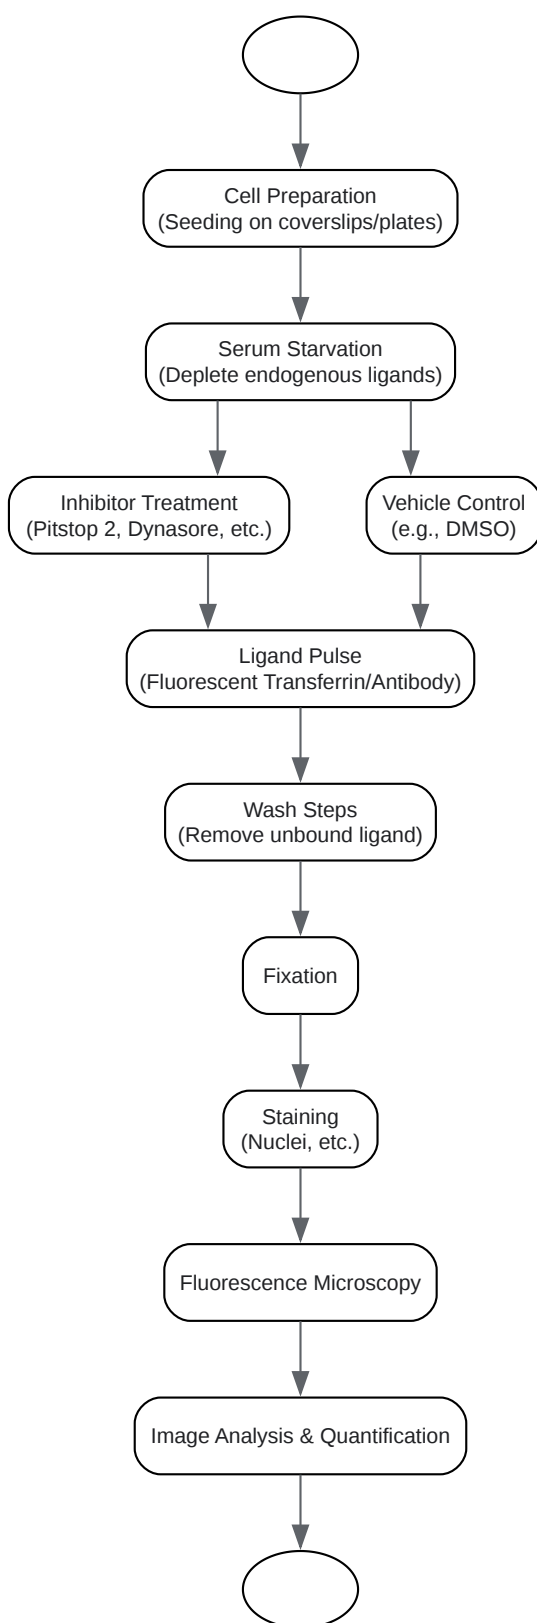 Cell Preparation
(Seeding on coverslips/plates)
Serum Starvation
(Deplete endogenous ligands)
Inhibitor Treatment
(Pitstop 2, Dynasore, etc.)
Vehicle Control
(e.g., DMSO)
Ligand Pulse
(Fluorescent Transferrin/Antibody)
Wash Steps
(Remove unbound ligand)
Fixation
Staining
(Nuclei, etc.)
Fluorescence Microscopy
Image Analysis & Quantification